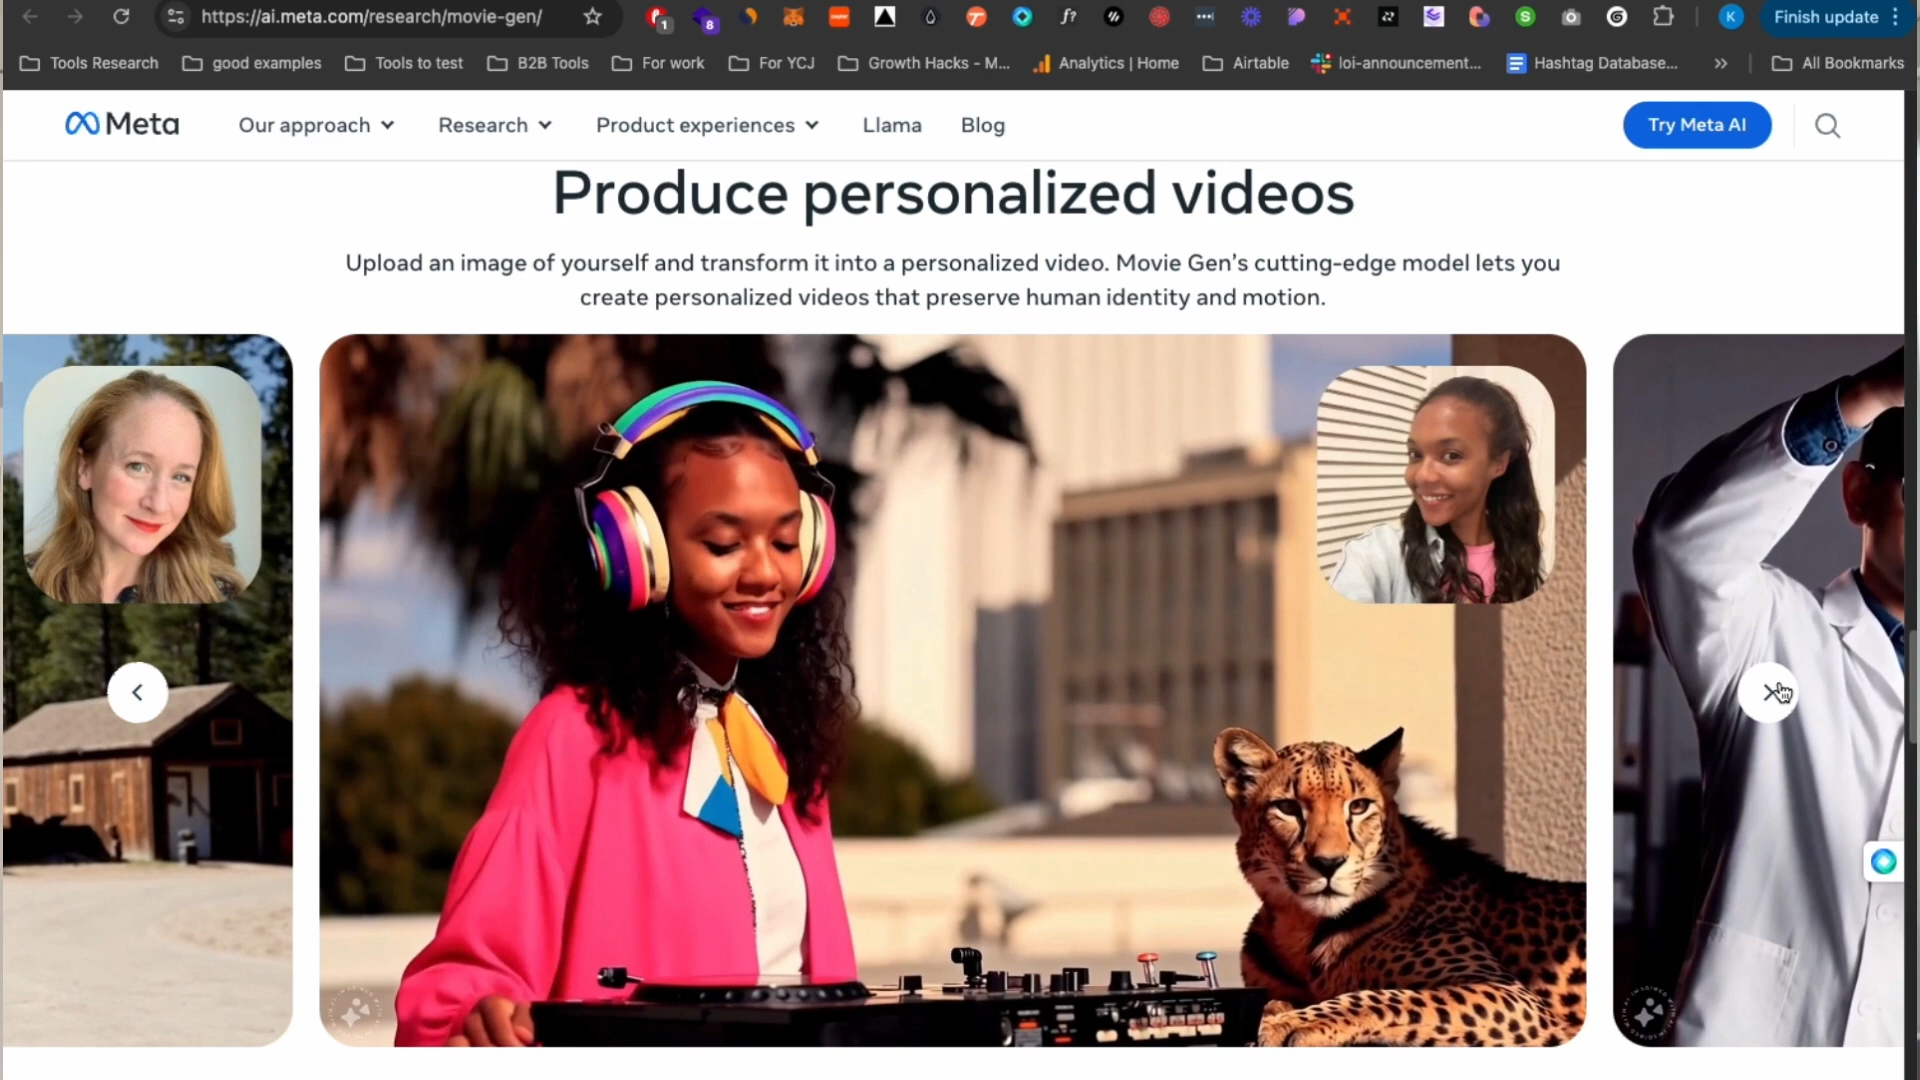 https://ai.meta.com/research/movie-gen/
1
8
f?
S
K
Finish update
Tools Research
good examples
Tools to test
B2B Tools
For work
For YCJ
Growth Hacks - M...
Analytics | Home
Airtable
loi-announcement...
Hashtag Database...
All Bookmarks
Meta
Our approach
Research
Product experiences
Llama
Blog
Try Meta AI
Produce personalized videos
Upload an image of yourself and transform it into a personalized video. Movie Gen’s cutting-edge model lets you
create personalized videos that preserve human identity and motion.